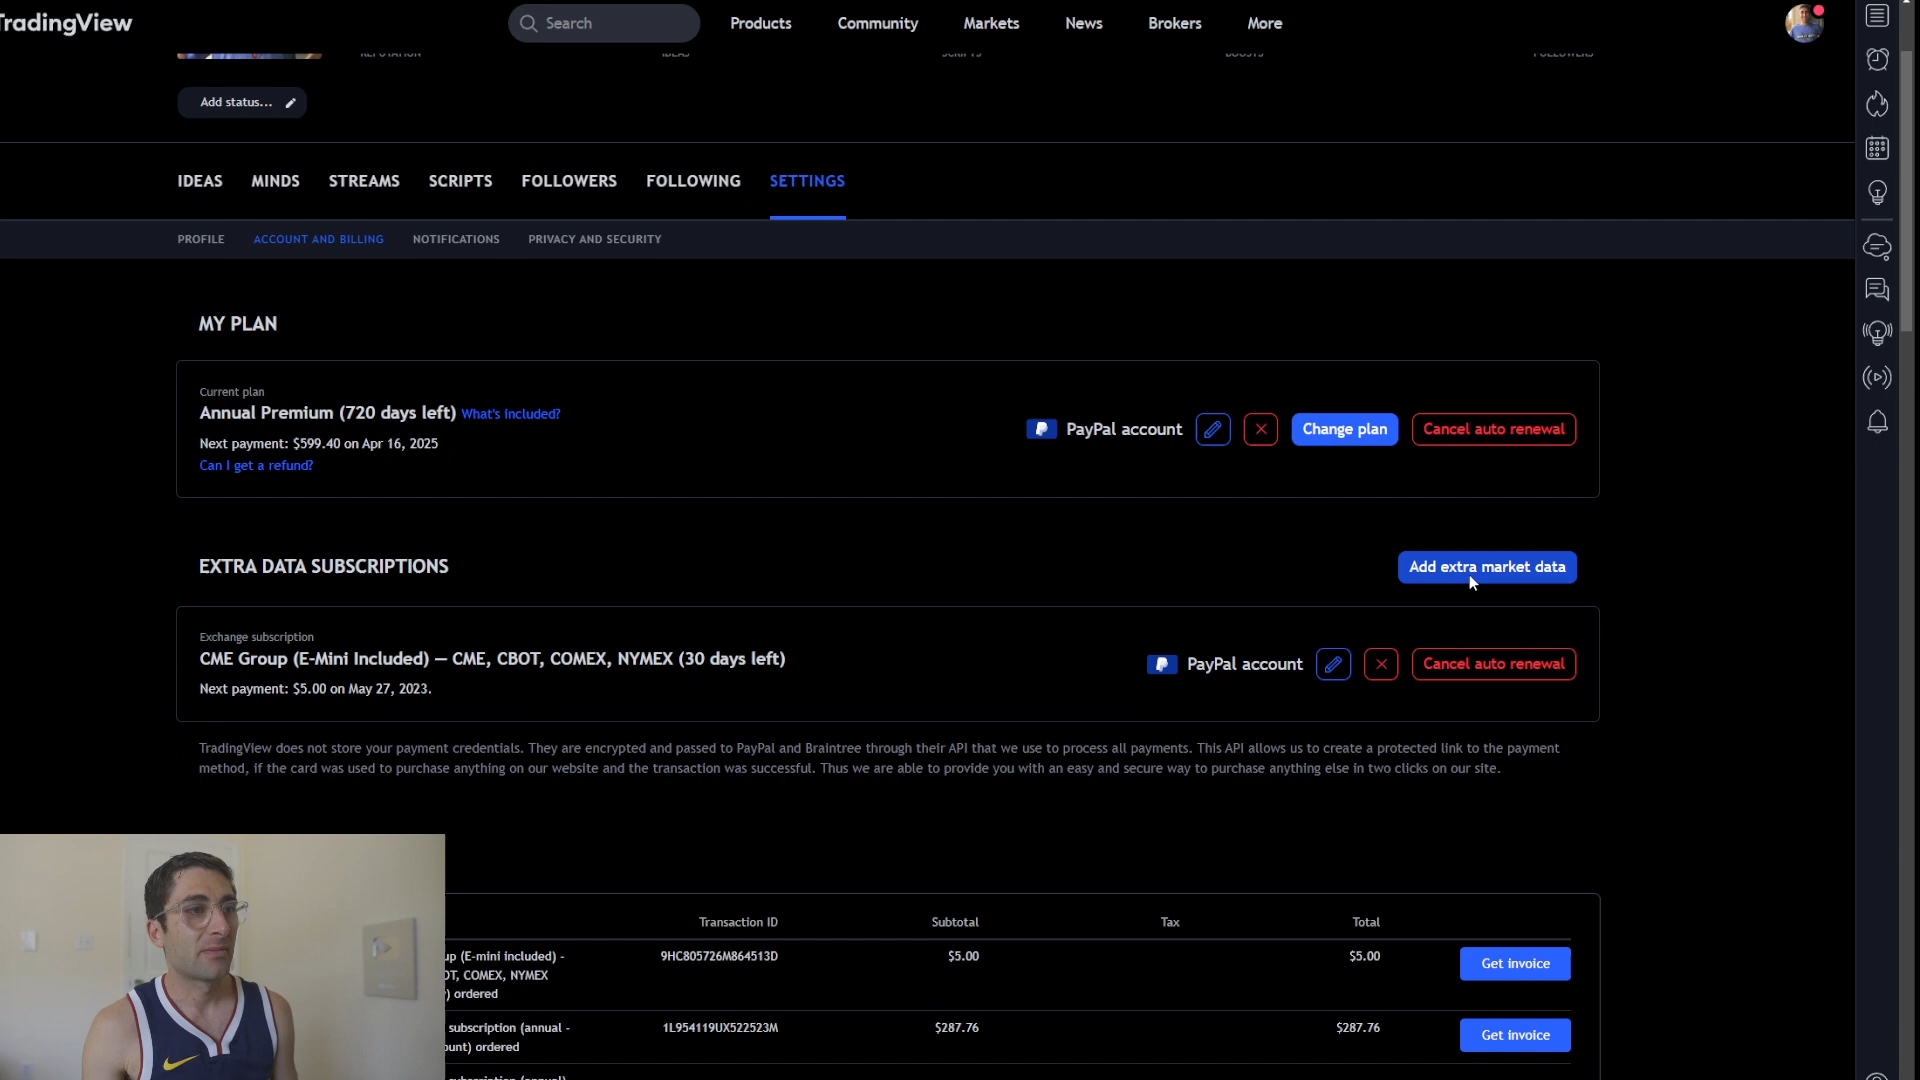 TradingView
Search
Products
Community
Markets
News
Brokers
More
REPUTATION
IDEAS
SCRIPTS
BOOSTS
FOLLOWERS
Add status...
IDEAS
MINDS
STREAMS
SCRIPTS
FOLLOWERS
FOLLOWING
SETTINGS
PROFILE
ACCOUNT AND BILLING
NOTIFICATIONS
PRIVACY AND SECURITY
MY PLAN
Current plan
Annual Premium (720 days left) What's included?
Next payment: $599.40 on Apr 16, 2025
Can I get a refund?
PayPal account
Change plan
Cancel auto renewal
EXTRA DATA SUBSCRIPTIONS
Add extra market data
Exchange subscription
CME Group (E-Mini Included) — CME, CBOT, COMEX, NYMEX (30 days left)
Next payment: $5.00 on May 27, 2023.
PayPal account
Cancel auto renewal
TradingView does not store your payment credentials. They are encrypted and passed to PayPal and Braintree through their API that we use to process all payments. This API allows us to create a protected link to the payment
method, if the card was used to purchase anything on our website and the transaction was successful. Thus we are able to provide you with an easy and secure way to purchase anything else in two clicks on our site.
Transaction ID
Subtotal
Tax
Total
up (E-mini included) -
OT, COMEX, NYMEX
) ordered
9HC805726M864513D
$5.00
$5.00
Get invoice
subscription (annual -
ount) ordered
1L954119UX522523M
$287.76
$287.76
Get invoice
subscription (annual)